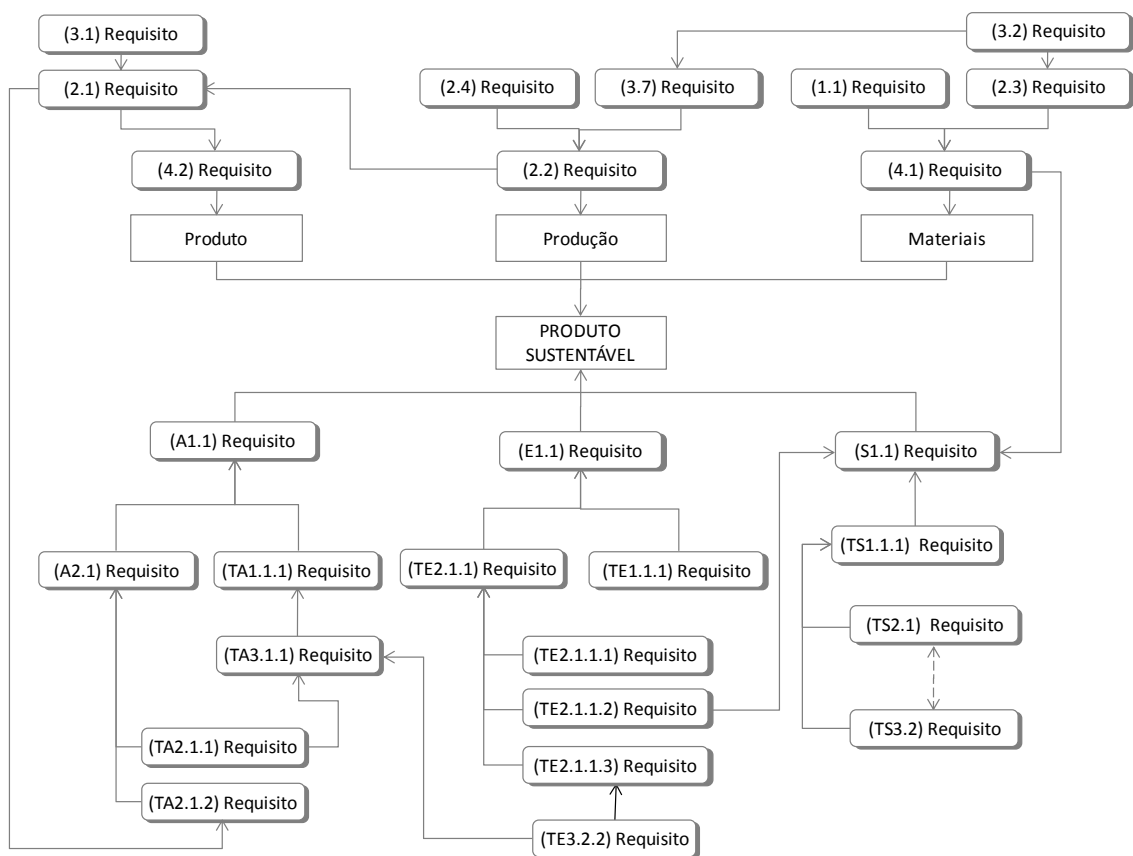 (3.1) Requisito
(3.2) Requisito
(2.1) Requisito
(2.4) Requisito
(3.7) Requisito
(1.1) Requisito
(2.3) Requisito
(4.2) Requisito
(2.2) Requisito
(4.1) Requisito
Produto
Produção
Materiais
PRODUTO
SUSTENTÁVEL
(A1.1) Requisito
(E1.1) Requisito
(S1.1) Requisito
(TS1.1.1) Requisito
(A2.1) Requisito
(TA1.1.1) Requisito
(TE2.1.1) Requisito
(TE1.1.1) Requisito
(TS2.1) Requisito
(TA3.1.1) Requisito
(TE2.1.1.1) Requisito
(TE2.1.1.2) Requisito
(TS3.2) Requisito
(TA2.1.1) Requisito
(TE2.1.1.3) Requisito
(TA2.1.2) Requisito
(TE3.2.2) Requisito